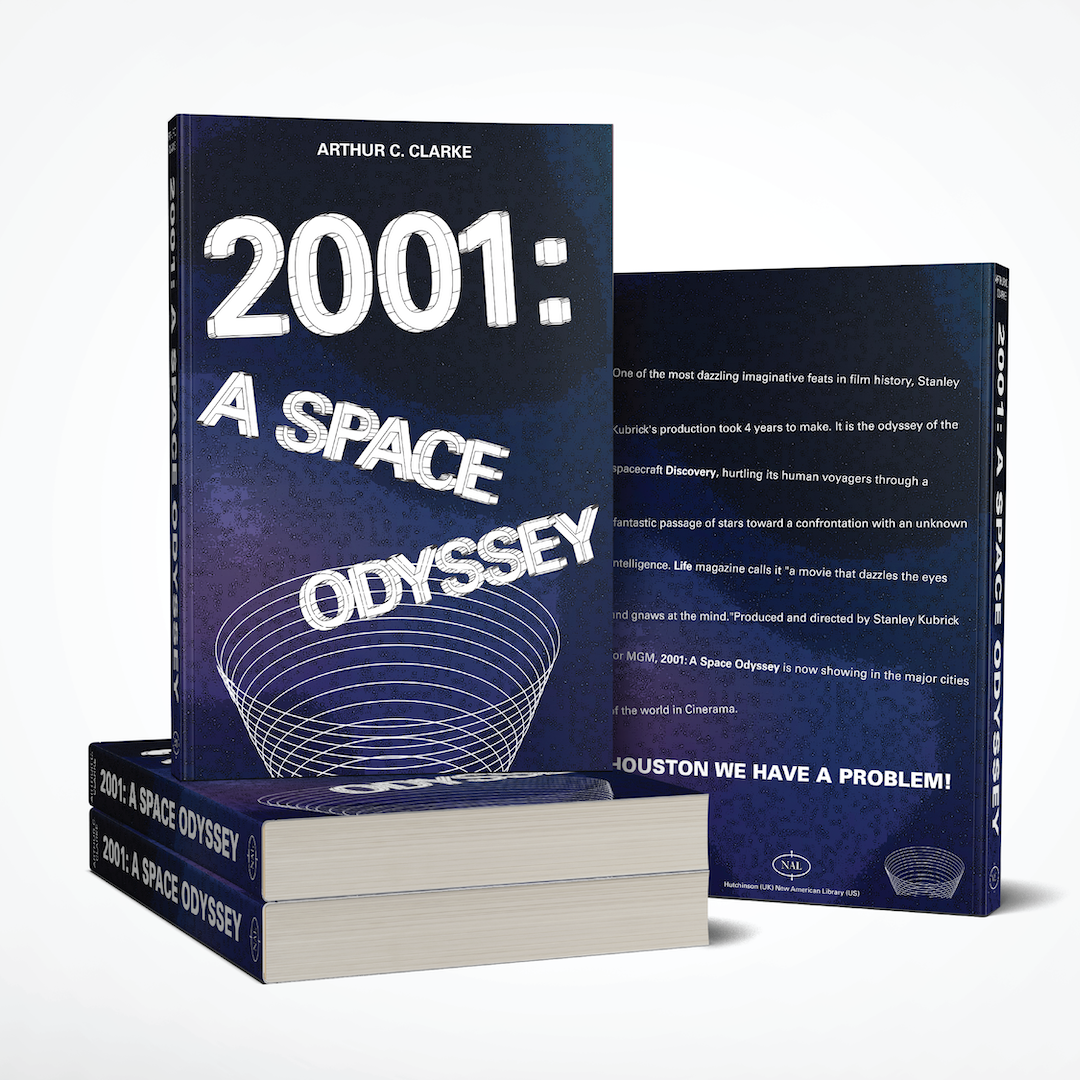 ARTHUR C. CLARKE
2001:
A SPACE
ODYSSEY
2001: A SPACE ODYSSEY
One of the most dazzling imaginative feats in film history, Stanley
Kubrick's production took 4 years to make. It is the odyssey of the
spacecraft Discovery, hurtling its human voyagers through a
fantastic passage of stars toward a confrontation with an unknown
ntelligence. Life magazine calls it "a movie that dazzles the eyes
and gnaws at the mind."Produced and directed by Stanley Kubrick
or MGM, 2001: A Space Odyssey is now showing in the major cities
of the world in Cinerama.
HOUSTON WE HAVE A PROBLEM!
NAL
Hutchinson (UK) New American Library (US)
2001: A SPACE ODYSSEY
2001: A SPACE ODYSSEY
NAL
2001: A SPACE ODYSSEY
NAL
ODYSSEY